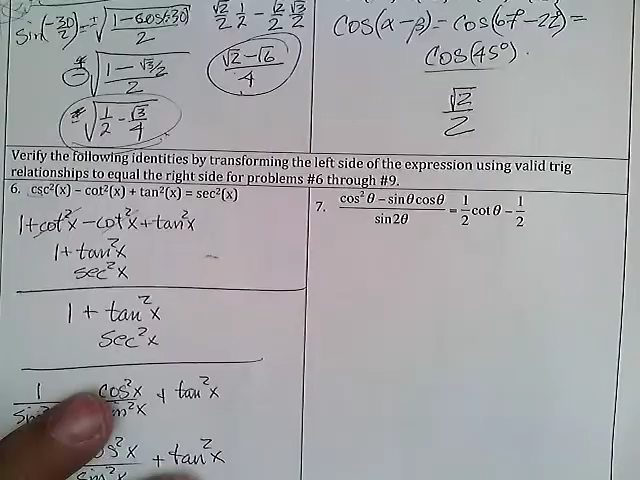 sin(-30/2) = ±√((1-cos(-30))/2)
√2/2 1/2 - √2/2 √3/2
cos(α-β) = cos(67-22) =
√((1-√3/2)/2)
(√2-√6)/4
cos(45°).
√(1/2 - √3/4)
√2/2
Verify the following identities by transforming the left side of the expression using valid trig
relationships to equal the right side for problems #6 through #9.
6. csc²(x) – cot²(x) + tan²(x) = sec²(x)
1+cot²x - cot²x + tan²x
1+tan²x
sec²x
1 + tan²x
sec²x
cos²x + tan²x
+ tan²x
7. (cos²θ – sinθcosθ)/sin2θ = 1/2 cotθ – 1/2